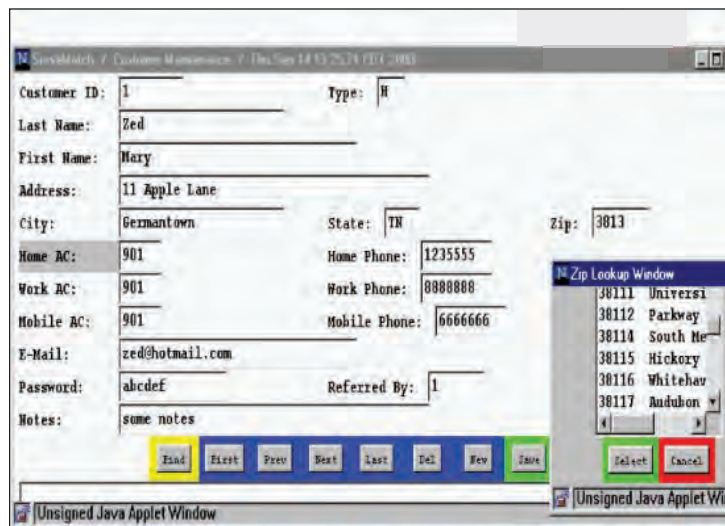 Customer Maintenance
Customer ID: 1 Type: H
Last Name: Zed
First Name: Mary
Address: 11 Apple Lane
City: Germantown State: TN Zip: 3813
Home AC: 901 Home Phone: 1235555
Work AC: 901 Work Phone: 8888888
Mobile AC: 901 Mobile Phone: 6666666
E-Mail: zed@hotmail.com
Password: abcdef Referred By: 1
Notes: some notes
Find First Prev Next Last Del New Save
Unsigned Java Applet Window
Zip Lookup Window
38111 Universi
38112 Parkway
38114 South Me
38115 Hickory
38116 Whitehav
38117 Audubon
Select Cancel
Unsigned Java Applet Wi